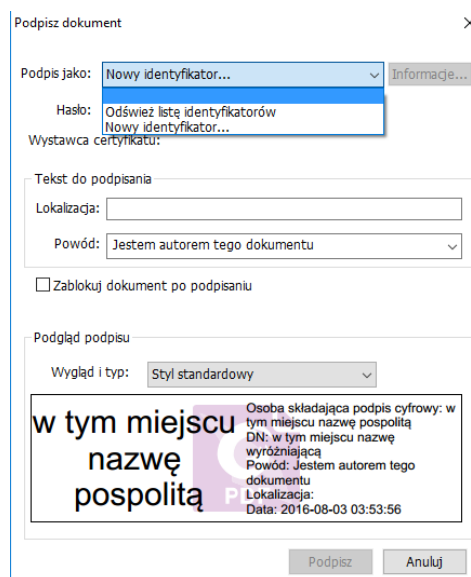 Podpisz dokument
Podpis jako: Nowy identyfikator... Informacje...
Hasło: Odśwież listę identyfikatorów
Nowy identyfikator...
Wystawca certyfikatu:
Tekst do podpisania
Lokalizacja:
Powód: Jestem autorem tego dokumentu
Zablokuj dokument po podpisaniu
Podgląd podpisu
Wygląd i typ: Styl standardowy
w tym miejscu
nazwę
pospolitą
Osoba składająca podpis cyfrowy: w
tym miejscu nazwę pospolitą
DN: w tym miejscu nazwę
wyróżniającą
Powód: Jestem autorem tego
dokumentu
Lokalizacja:
Data: 2016-08-03 03:53:56
PDF
Podpisz Anuluj